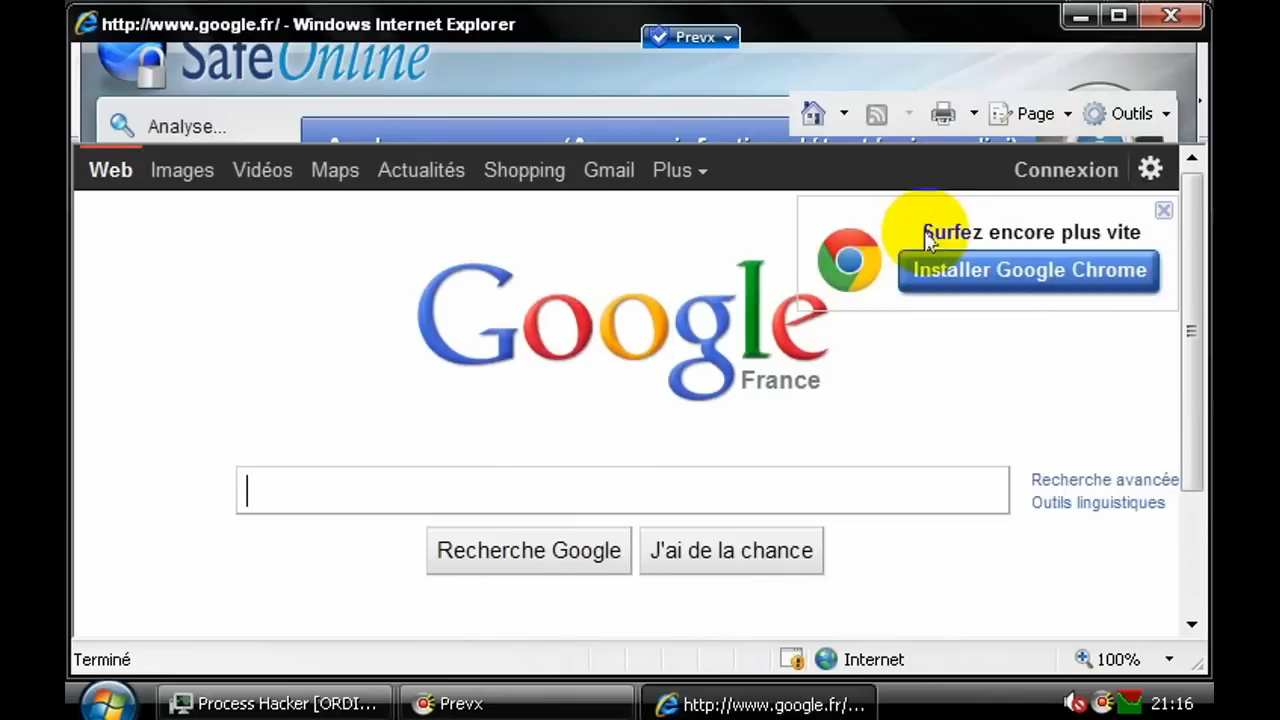 http://www.google.fr/ - Windows Internet Explorer
Prevx
SafeOnline
Analyse...
Page
Outils
Web Images Vidéos Maps Actualités Shopping Gmail Plus
Connexion
Surfez encore plus vite
Installer Google Chrome
Google
France
Recherche avancée
Outils linguistiques
Recherche Google
J'ai de la chance
Terminé
Internet
100%
Process Hacker [ORDI...
Prevx
http://www.google.fr/...
21:16